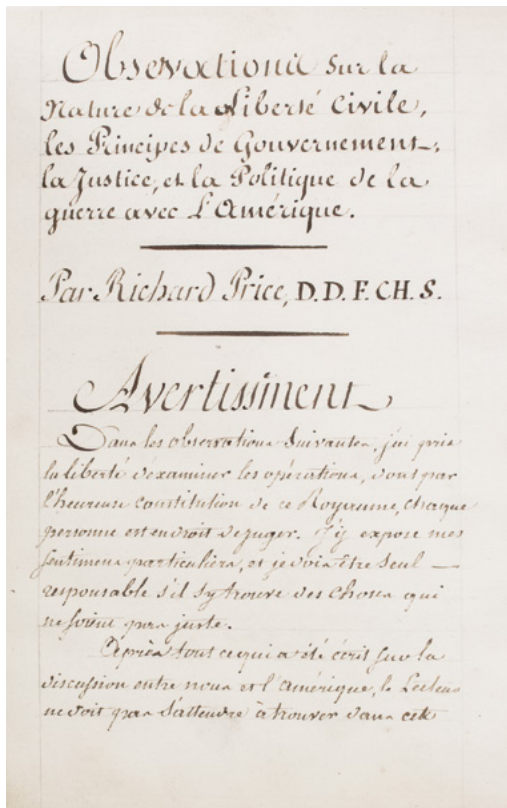 Observations sur la
Nature de la Liberté Civile,
les Principes de Gouvernement,
la Justice, et la Politique de la
guerre avec L'Amérique.
Par Richard Price, D. D. F. CH. S.
Avertissment
Dans les observations Suivantes, j'ai pris
la liberté d'examiner les opérations, dont par
l'heureuse constitution de ce Royaume, chaque
personne est en droit de juger. J'y expose mes
sentimens particuliers, et je dois être seul —
responsable s'il s'y trouve des choses qui
ne soient pas juste.
Après tout ce qui a été écrit sur la
discussion entre nous et l'amérique, le Lecteur
ne doit pas s'attendre à trouver dans cette